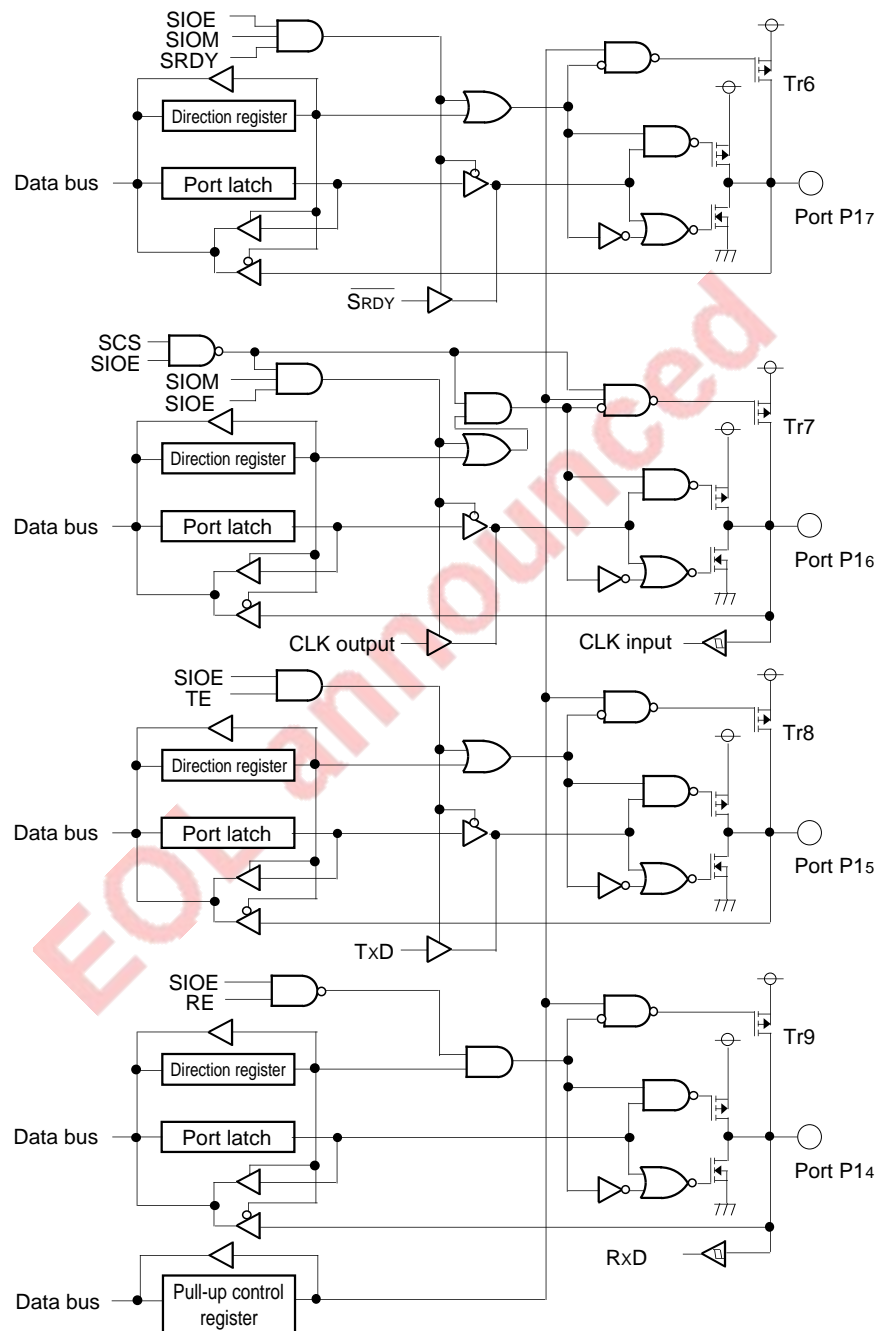 SIOE
SIOM
SRDY
Tr6
Direction register
Data bus
Port latch
Port P17
SRDY
SCS
SIOE
SIOM
SIOE
Tr7
Direction register
Data bus
Port latch
Port P16
CLK output
CLK input
SIOE
TE
Tr8
Direction register
Data bus
Port latch
Port P15
TXD
SIOE
RE
Tr9
Direction register
Data bus
Port latch
Port P14
RXD
Data bus
Pull-up control
register
EOL announced